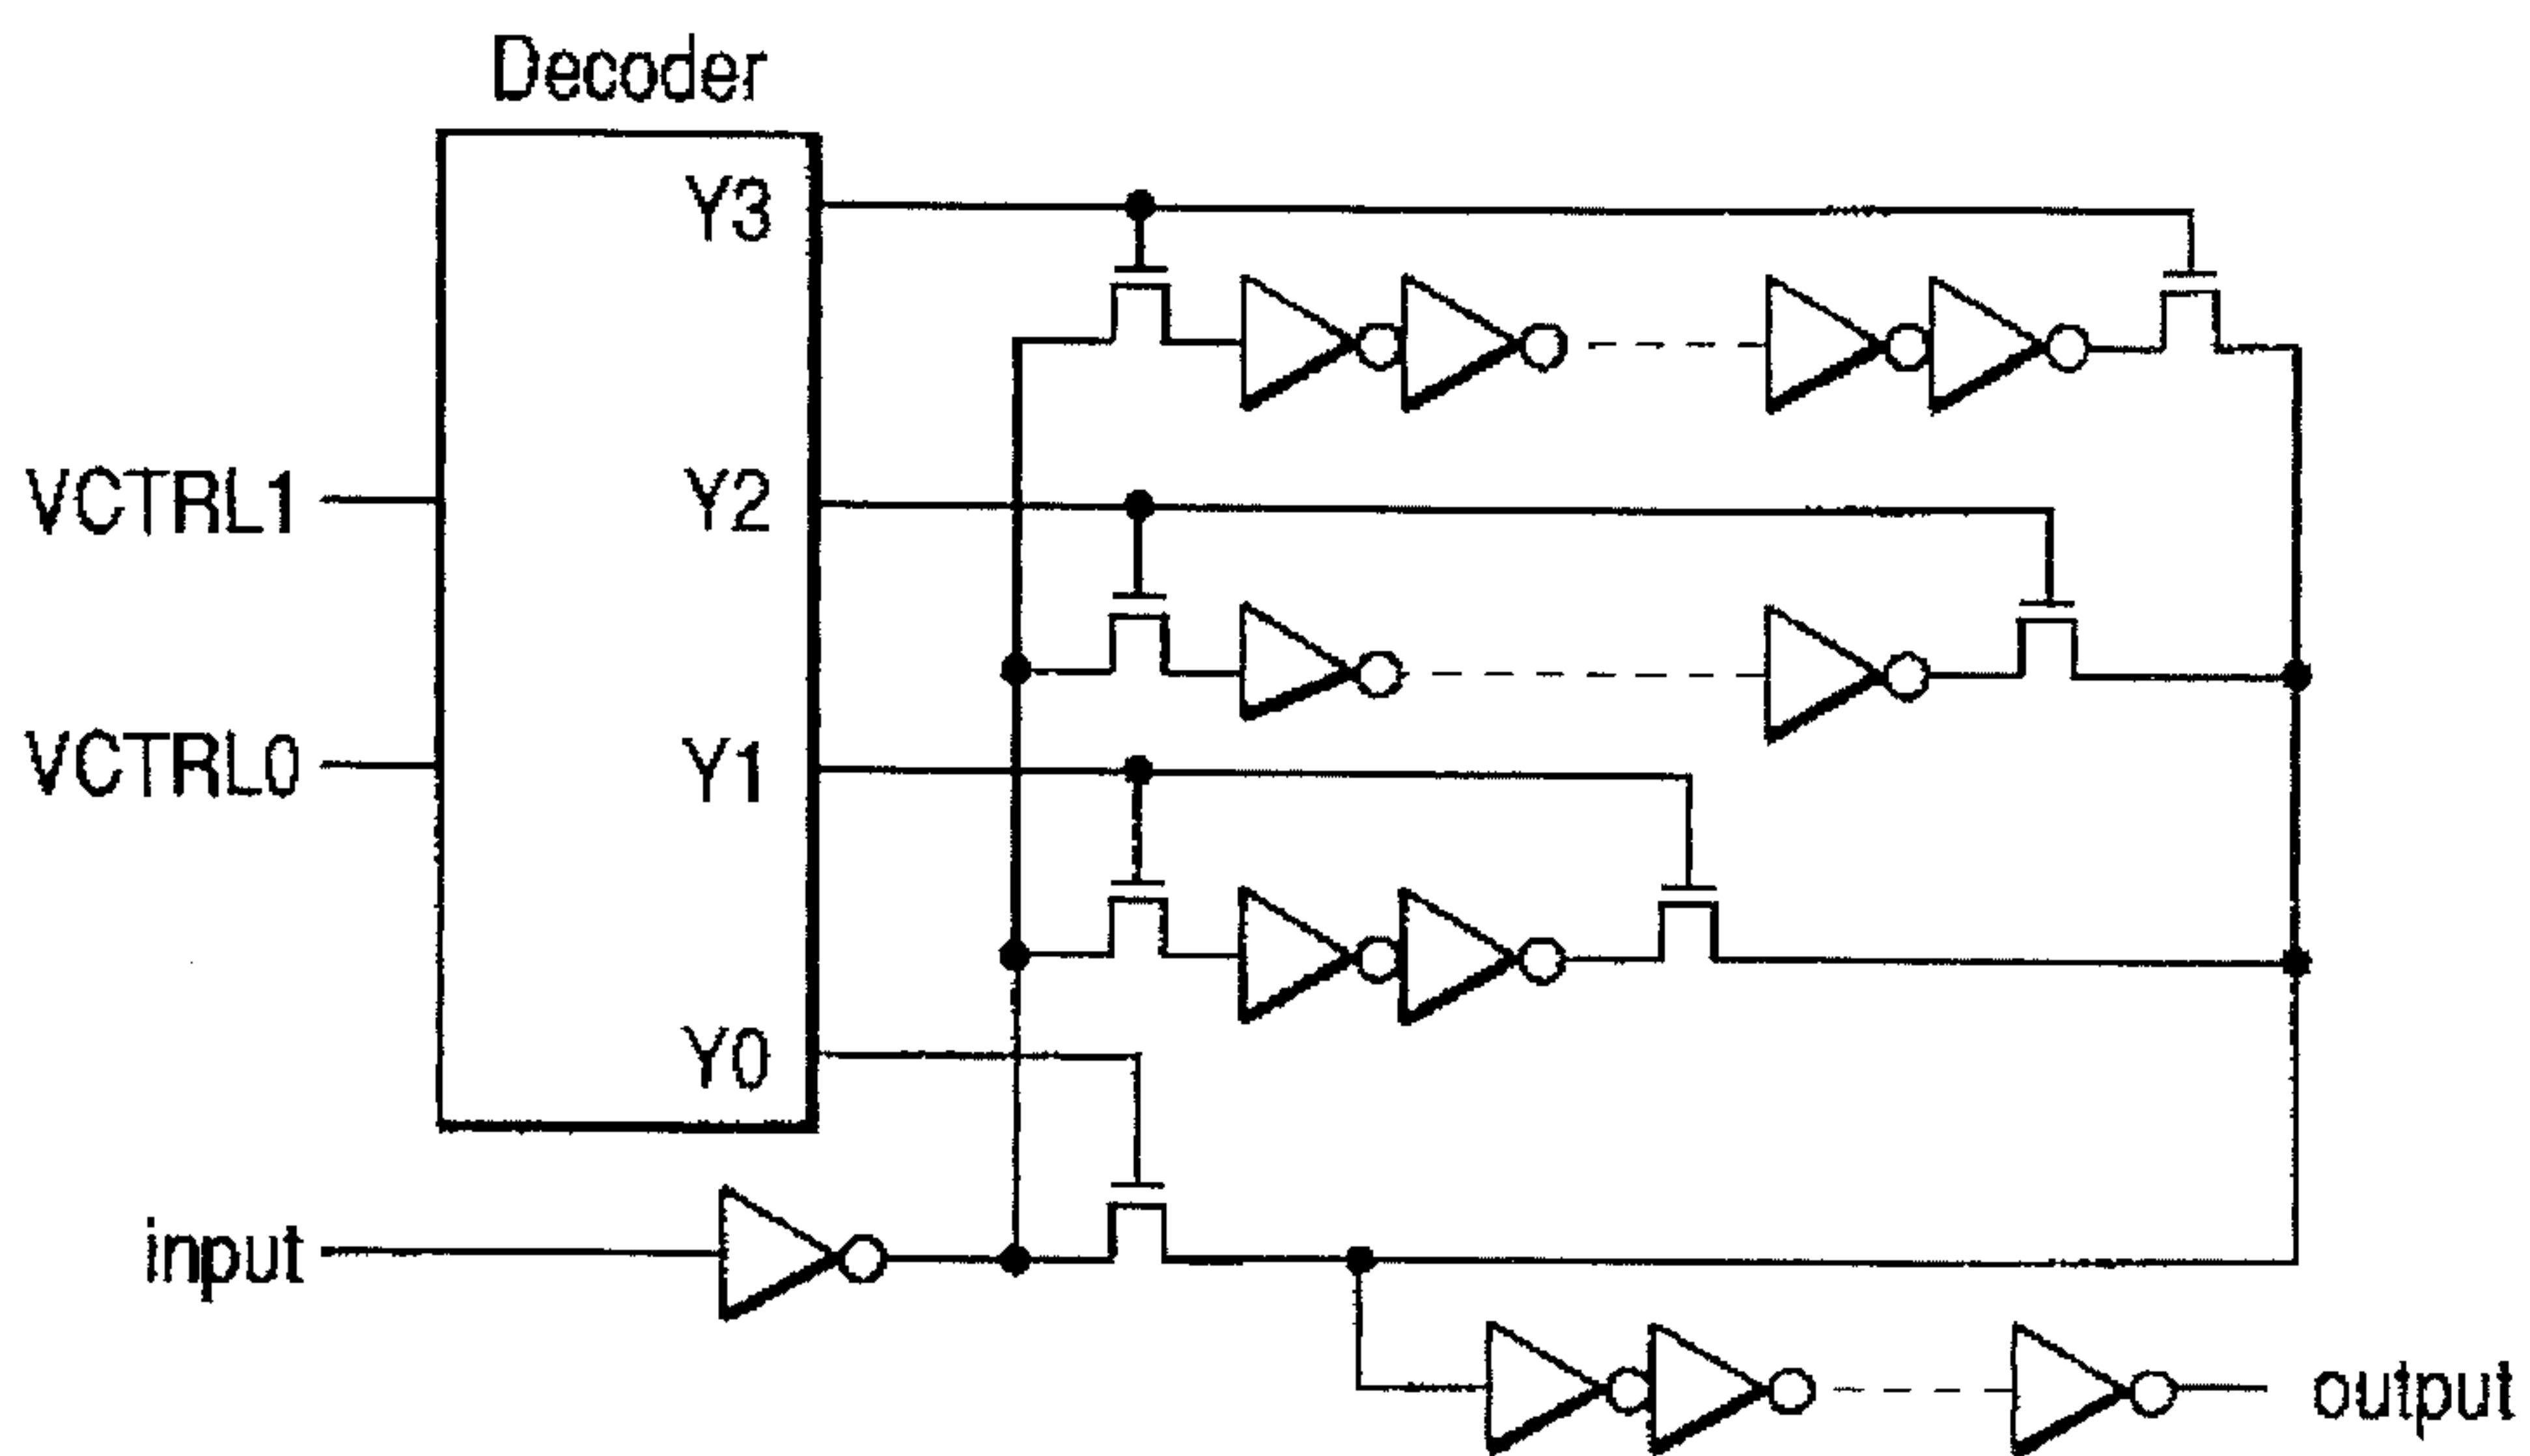 Decoder
Y3
VCTRL1
Y2
VCTRL0
Y1
Y0
input
output